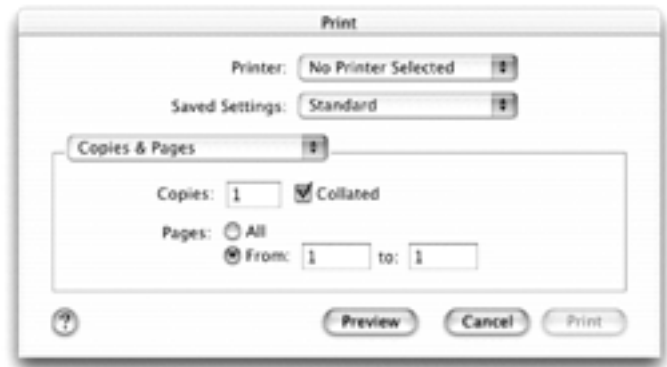 Print
Printer: No Printer Selected
Saved Settings: Standard
Copies & Pages
Copies: 1 Collated
Pages: All
From: 1 to: 1
? Preview Cancel Print